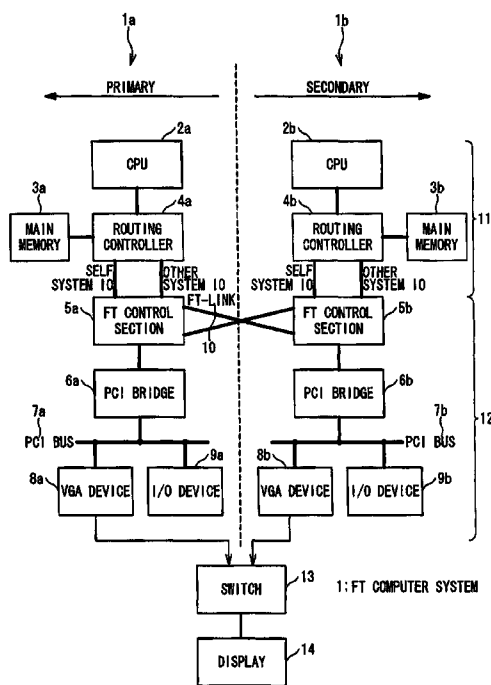 1a 1b
PRIMARY SECONDARY
2a 2b
CPU CPU
3a 4a 4b 3b
MAIN
MEMORY
ROUTING
CONTROLLER
ROUTING
CONTROLLER
MAIN
MEMORY
11
SELF
SYSTEM IO
OTHER
SYSTEM IO
SELF
SYSTEM IO
OTHER
SYSTEM IO
FT-LINK
5a 5b
FT CONTROL
SECTION
10
FT CONTROL
SECTION
6a 6b
PCI BRIDGE PCI BRIDGE
12
7a 7b
PCI BUS PCI BUS
8a 9a 8b 9b
VGA DEVICE I/O DEVICE VGA DEVICE I/O DEVICE
13
SWITCH
1:FT COMPUTER SYSTEM
14
DISPLAY